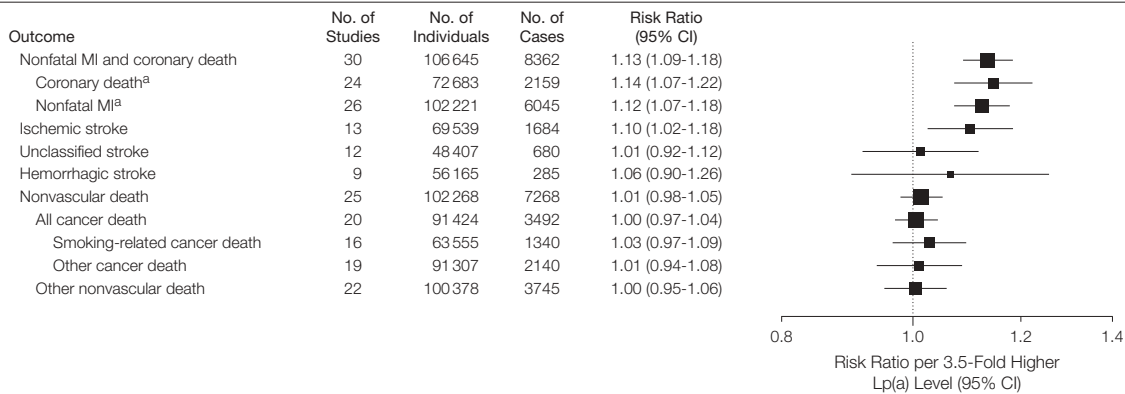 Outcome No. of Studies No. of Individuals No. of Cases Risk Ratio (95% CI)
Nonfatal MI and coronary death 30 106 645 8362 1.13 (1.09-1.18)
Coronary deathᵃ 24 72 683 2159 1.14 (1.07-1.22)
Nonfatal MIᵃ 26 102 221 6045 1.12 (1.07-1.18)
Ischemic stroke 13 69 539 1684 1.10 (1.02-1.18)
Unclassified stroke 12 48 407 680 1.01 (0.92-1.12)
Hemorrhagic stroke 9 56 165 285 1.06 (0.90-1.26)
Nonvascular death 25 102 268 7268 1.01 (0.98-1.05)
All cancer death 20 91 424 3492 1.00 (0.97-1.04)
Smoking-related cancer death 16 63 555 1340 1.03 (0.97-1.09)
Other cancer death 19 91 307 2140 1.01 (0.94-1.08)
Other nonvascular death 22 100 378 3745 1.00 (0.95-1.06)
0.8 1.0 1.2 1.4
Risk Ratio per 3.5-Fold Higher
Lp(a) Level (95% CI)